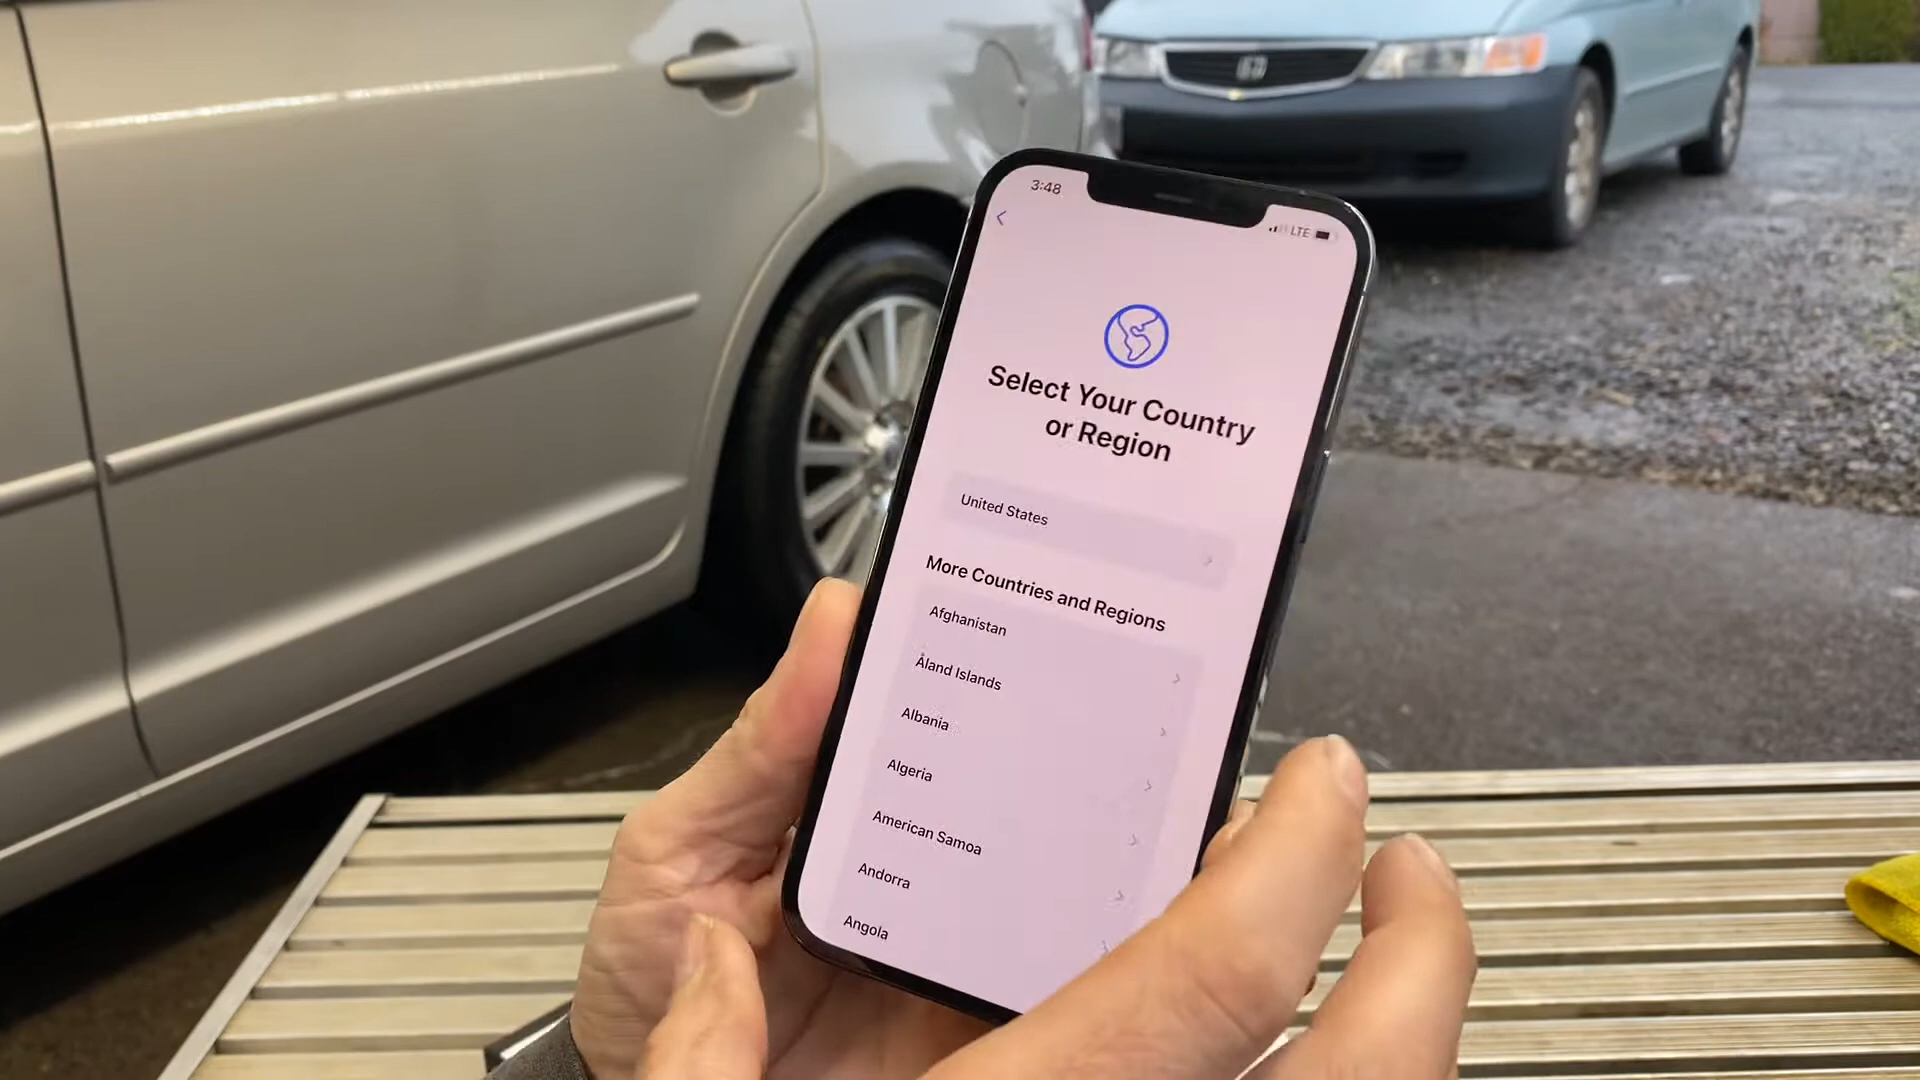 3:48
LTE
Select Your Country
or Region
United States
More Countries and Regions
Afghanistan
Åland Islands
Albania
Algeria
American Samoa
Andorra
Angola